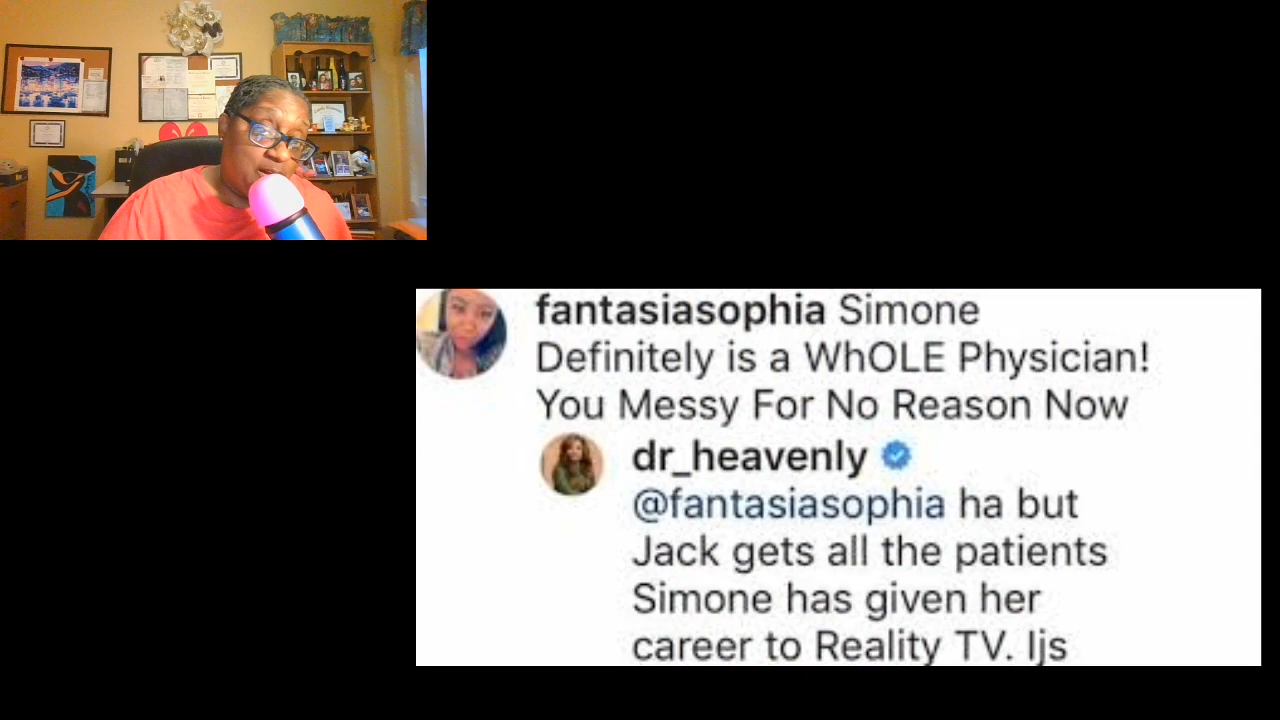 fantasiasophia Simone
Definitely is a WhOLE Physician!
You Messy For No Reason Now
dr_heavenly
@fantasiasophia ha but
Jack gets all the patients
Simone has given her
career to Reality TV. Ijs